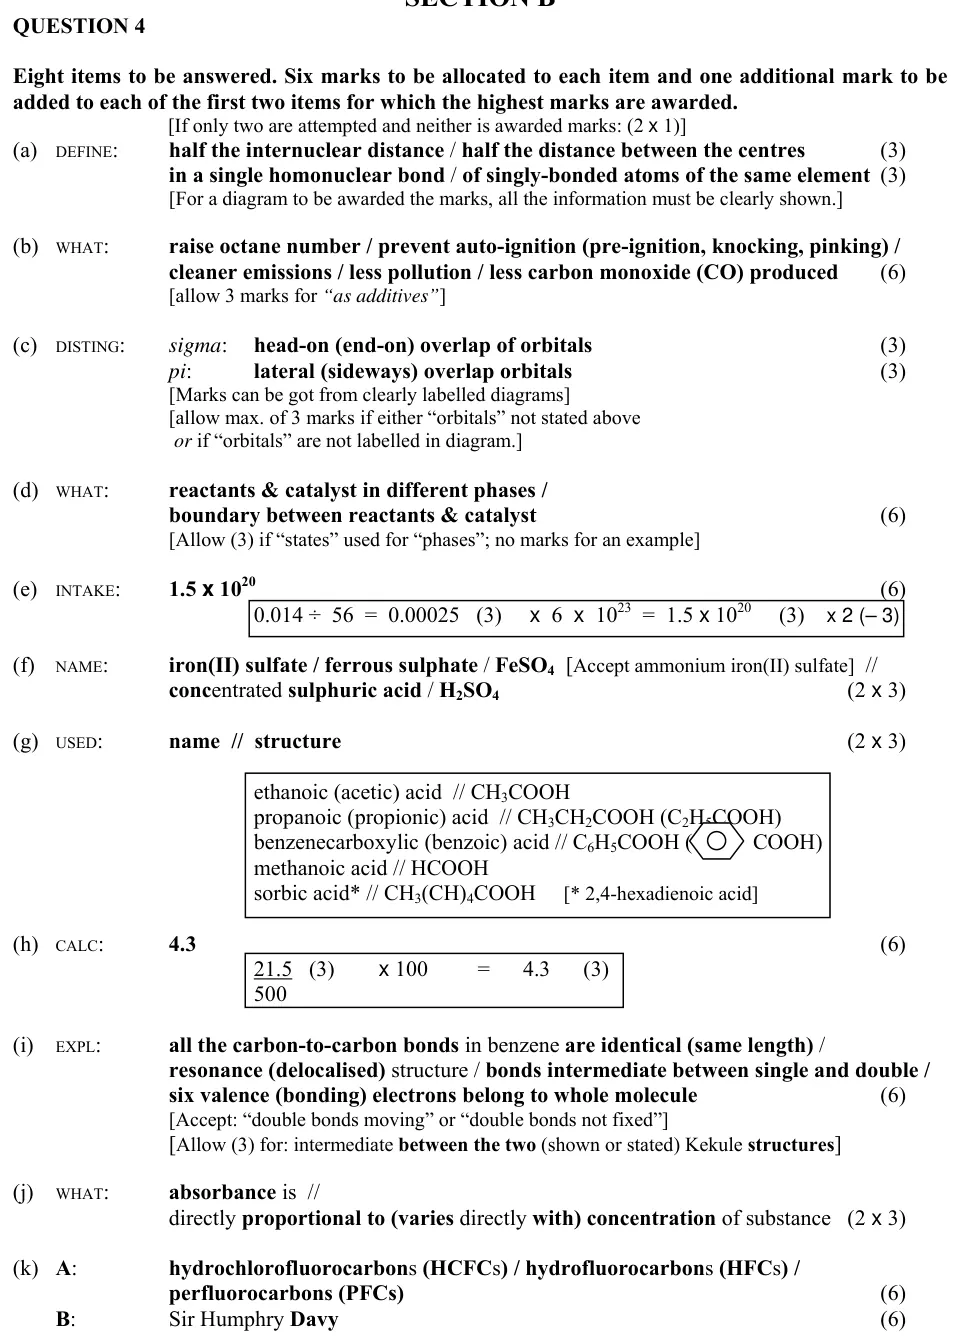 SECTION B
QUESTION 4
Eight items to be answered. Six marks to be allocated to each item and one additional mark to be
added to each of the first two items for which the highest marks are awarded.
[If only two are attempted and neither is awarded marks: (2 x 1)]
(a) DEFINE: half the internuclear distance / half the distance between the centres (3)
in a single homonuclear bond / of singly-bonded atoms of the same element (3)
[For a diagram to be awarded the marks, all the information must be clearly shown.]
(b) WHAT: raise octane number / prevent auto-ignition (pre-ignition, knocking, pinking) /
cleaner emissions / less pollution / less carbon monoxide (CO) produced (6)
[allow 3 marks for “as additives”]
(c) DISTING: sigma: head-on (end-on) overlap of orbitals (3)
pi: lateral (sideways) overlap orbitals (3)
[Marks can be got from clearly labelled diagrams]
[allow max. of 3 marks if either “orbitals” not stated above
or if “orbitals” are not labelled in diagram.]
(d) WHAT: reactants & catalyst in different phases /
boundary between reactants & catalyst (6)
[Allow (3) if “states” used for “phases”; no marks for an example]
(e) INTAKE: 1.5 x 10²⁰ (6)
0.014 ÷ 56 = 0.00025 (3) x 6 x 10²³ = 1.5 x 10²⁰ (3) x 2 (– 3)
(f) NAME: iron(II) sulfate / ferrous sulphate / FeSO₄ [Accept ammonium iron(II) sulfate] //
concentrated sulphuric acid / H₂SO₄ (2 x 3)
(g) USED: name // structure (2 x 3)
ethanoic (acetic) acid // CH₃COOH
propanoic (propionic) acid // CH₃CH₂COOH (C₂H₅COOH)
benzenecarboxylic (benzoic) acid // C₆H₅COOH ( COOH)
methanoic acid // HCOOH
sorbic acid* // CH₃(CH)₄COOH [* 2,4-hexadienoic acid]
(h) CALC: 4.3 (6)
21.5 (3) x 100 = 4.3 (3)
500
(i) EXPL: all the carbon-to-carbon bonds in benzene are identical (same length) /
resonance (delocalised) structure / bonds intermediate between single and double /
six valence (bonding) electrons belong to whole molecule (6)
[Accept: “double bonds moving” or “double bonds not fixed”]
[Allow (3) for: intermediate between the two (shown or stated) Kekule structures]
(j) WHAT: absorbance is //
directly proportional to (varies directly with) concentration of substance (2 x 3)
(k) A: hydrochlorofluorocarbons (HCFCs) / hydrofluorocarbons (HFCs) /
perfluorocarbons (PFCs) (6)
B: Sir Humphry Davy (6)